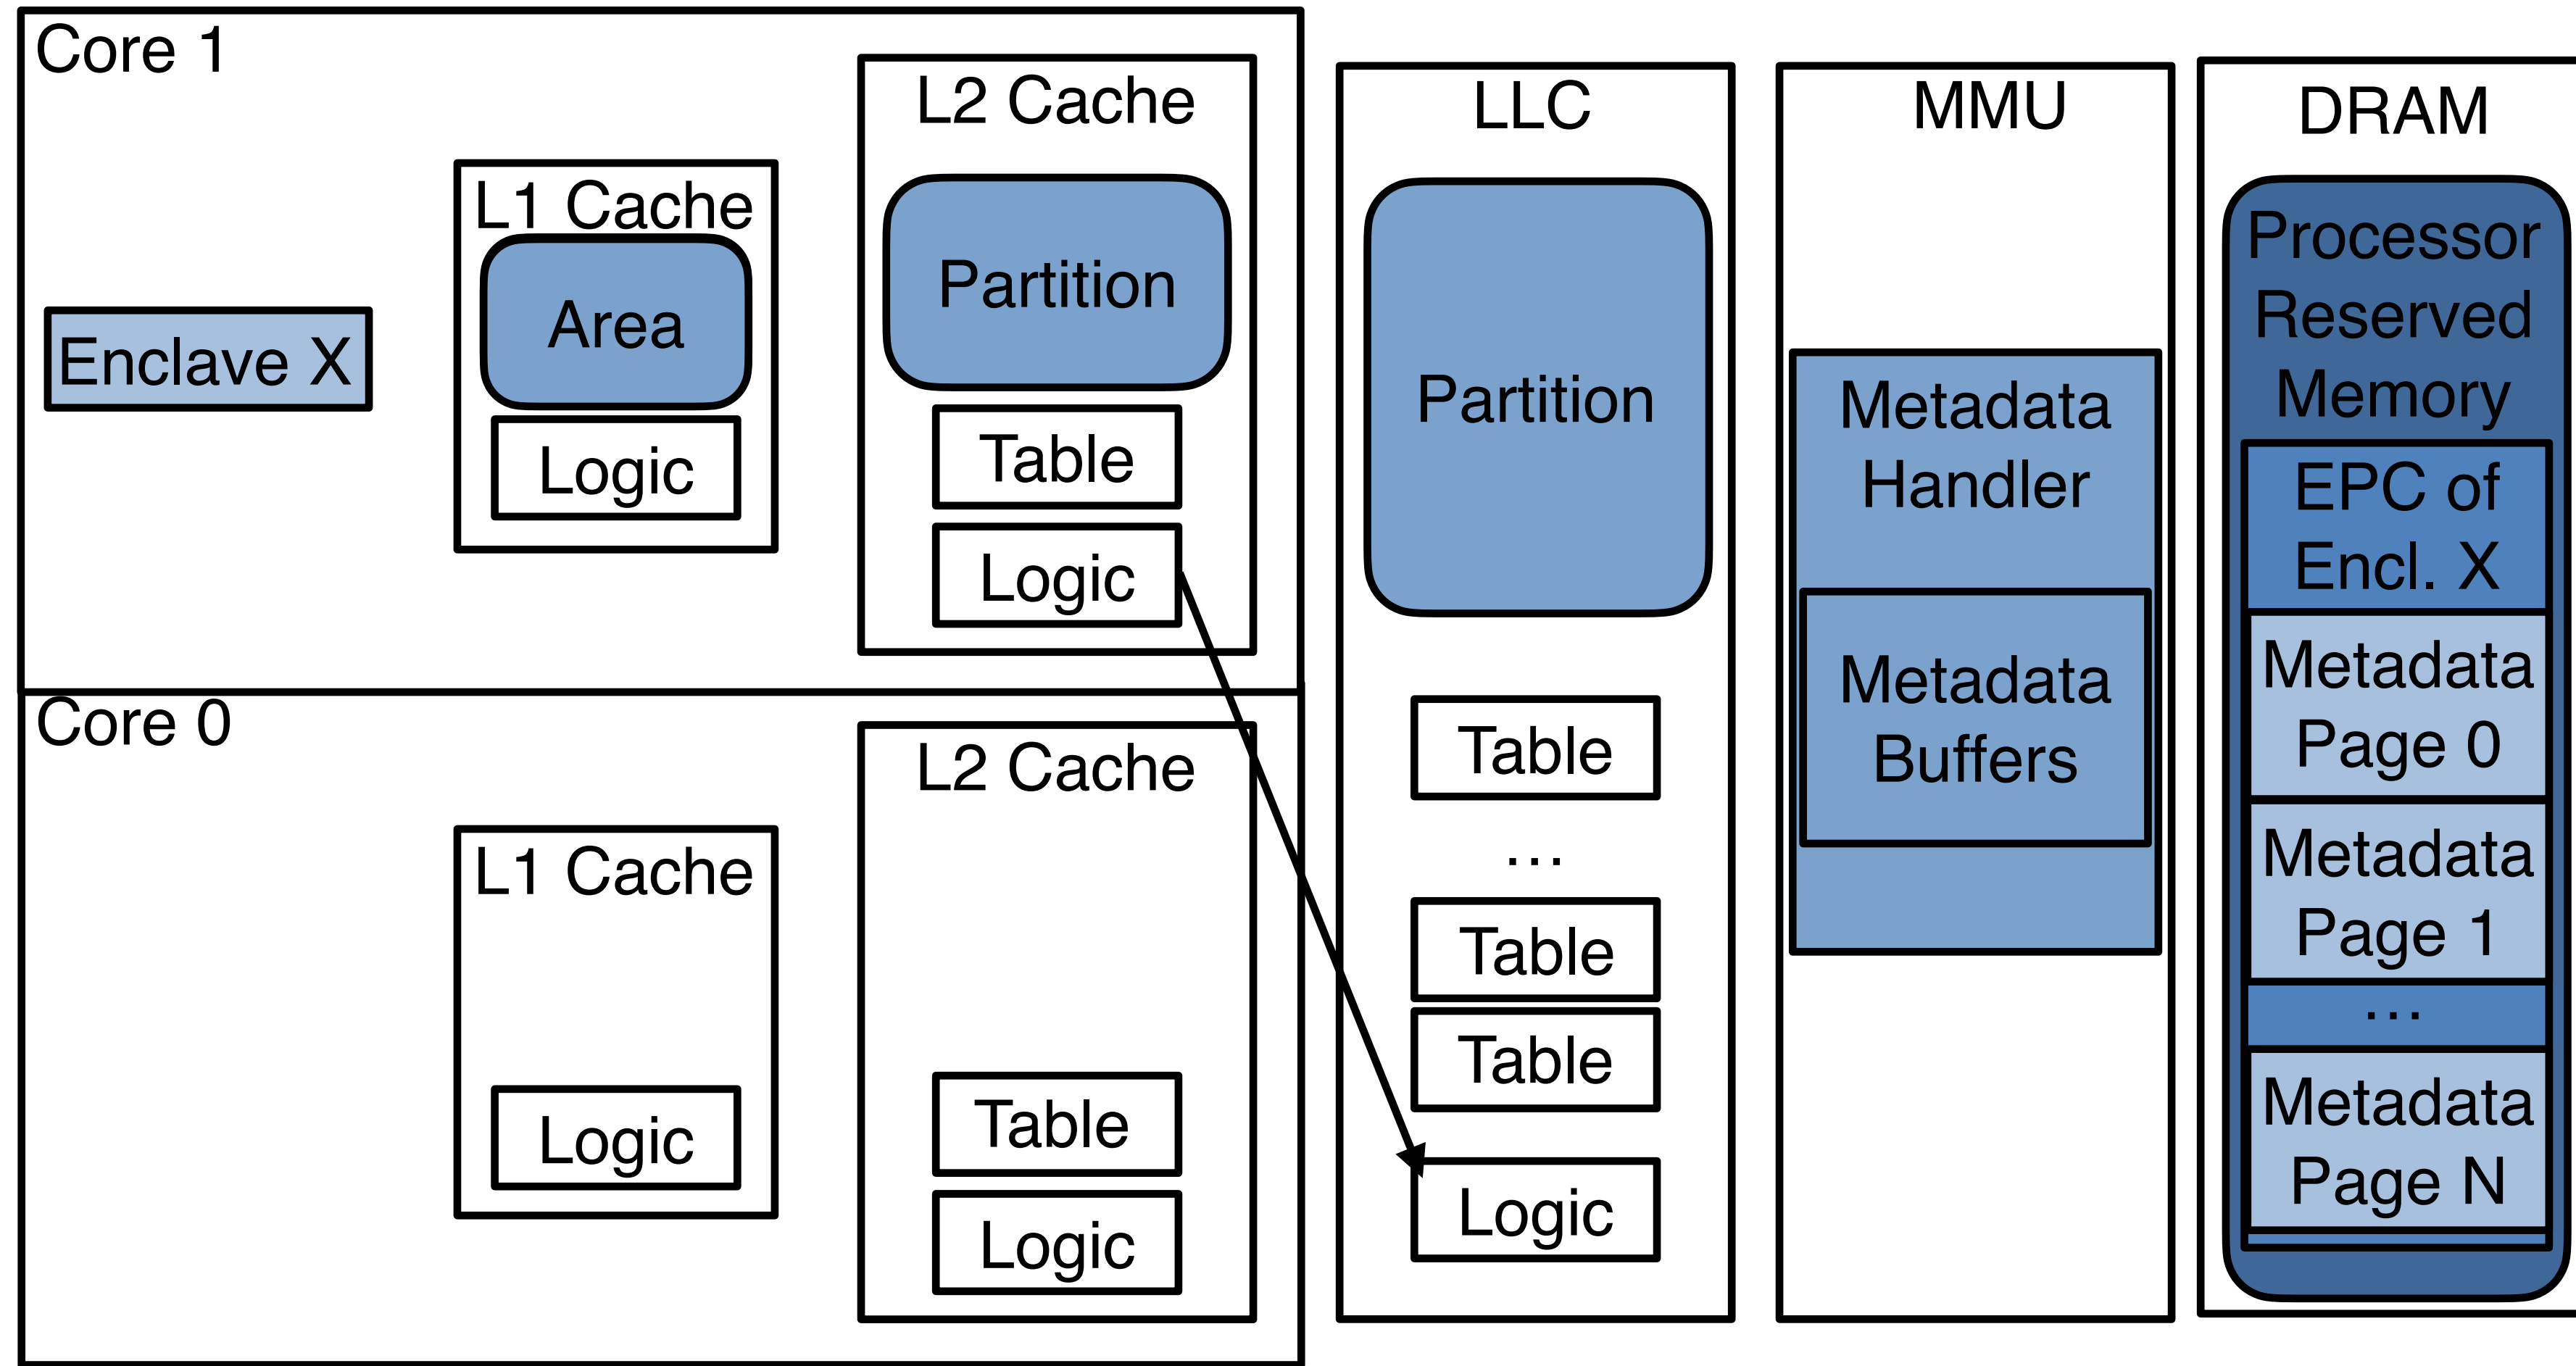 Core 1
Enclave X
L1 Cache
Area
Logic
L2 Cache
Partition
Table
Logic
Core 0
L1 Cache
Logic
L2 Cache
Table
Logic
LLC
Partition
Table
...
Table
Table
Logic
MMU
Metadata
Handler
Metadata
Buffers
DRAM
Processor
Reserved
Memory
EPC of
Encl. X
Metadata
Page 0
Metadata
Page 1
...
Metadata
Page N